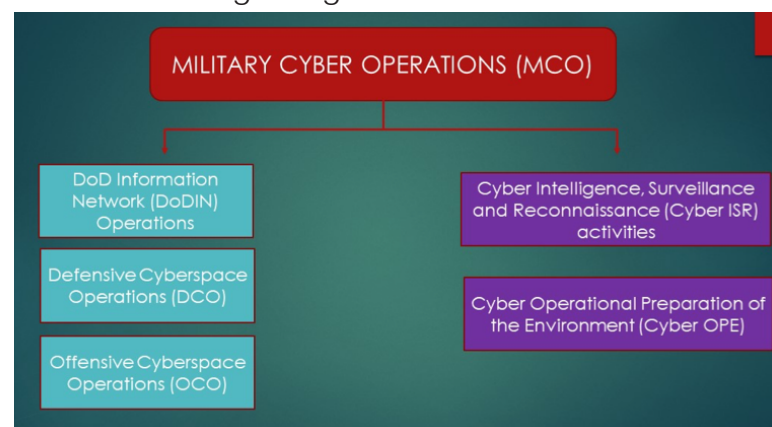 MILITARY CYBER OPERATIONS (MCO)
DoD Information
Network (DoDIN)
Operations
Defensive Cyberspace
Operations (DCO)
Offensive Cyberspace
Operations (OCO)
Cyber Intelligence, Surveillance
and Reconnaissance (Cyber ISR)
activities
Cyber Operational Preparation of
the Environment (Cyber OPE)